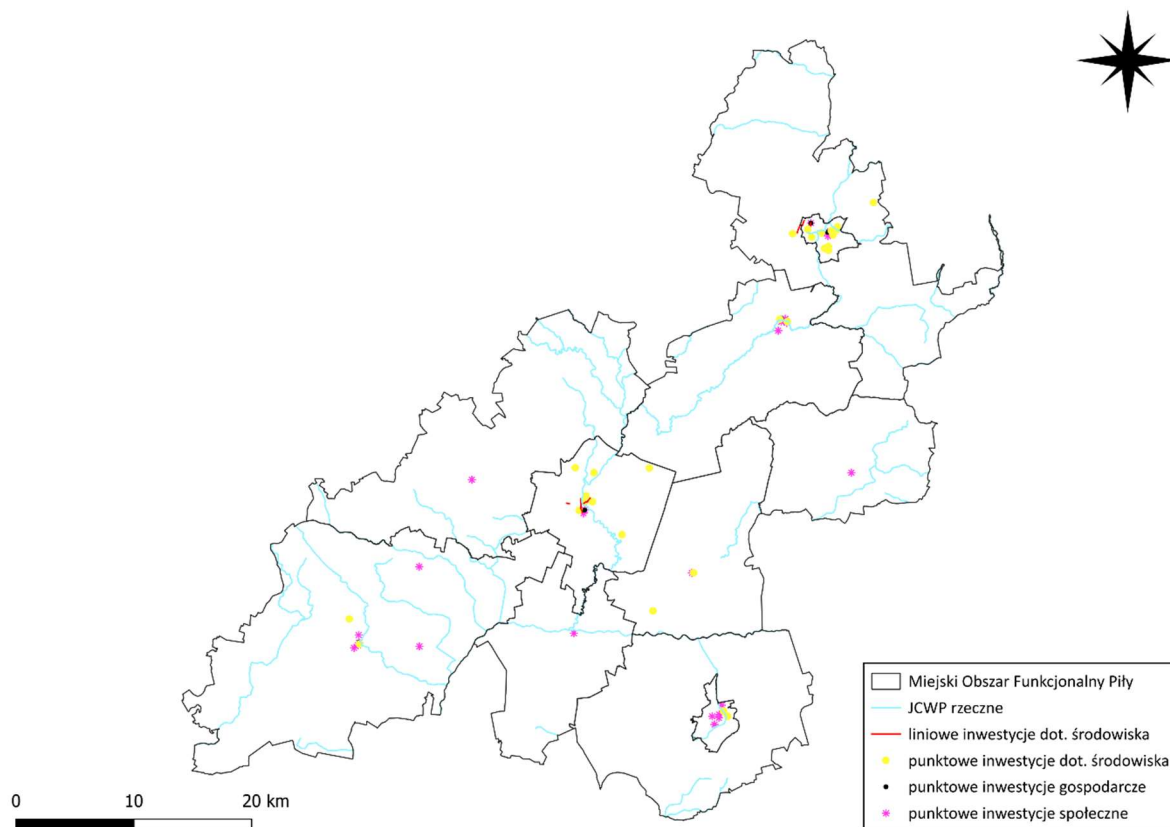 Miejski Obszar Funkcjonalny Piły
JCWP rzeczne
liniowe inwestycje dot. środowiska
punktowe inwestycje dot. środowiska
punktowe inwestycje gospodarcze
punktowe inwestycje społeczne
0 10 20 km